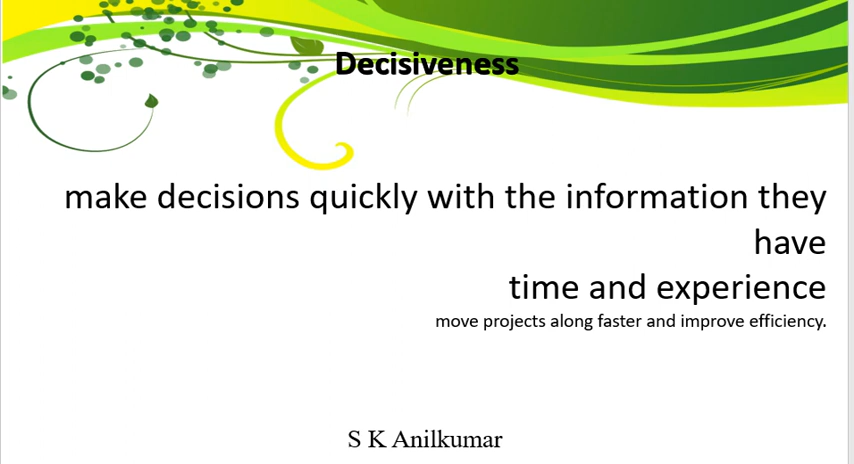 Decisiveness
make decisions quickly with the information they
have
time and experience
move projects along faster and improve efficiency.
S K Anilkumar